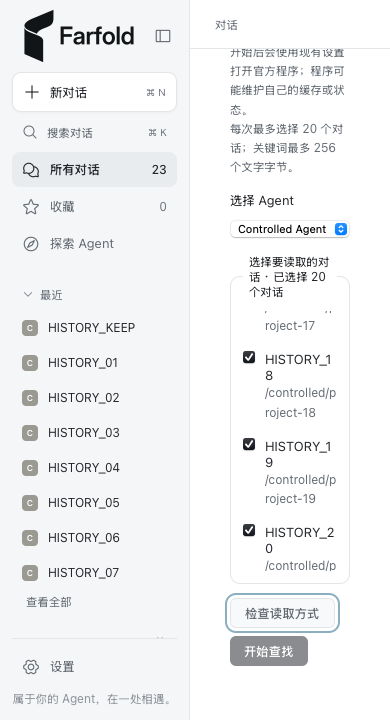 Farfold
新对话 ⌘ N
搜索对话 ⌘ K
所有对话 23
收藏 0
探索 Agent
最近
C HISTORY_KEEP
C HISTORY_01
C HISTORY_02
C HISTORY_03
C HISTORY_04
C HISTORY_05
C HISTORY_06
C HISTORY_07
查看全部
设置
属于你的 Agent，在一处相遇。
对话
开始后会使用现有设置
打开官方程序；程序可
能维护自己的缓存或状
态。
每次最多选择 20 个对
话；关键词最多 256
个文字字节。
选择 Agent
Controlled Agent
选择要读取的对
话 · 已选择 20
个对话
roject-17
HISTORY_1
8
/controlled/p
roject-18
HISTORY_1
9
/controlled/p
roject-19
HISTORY_2
0
/controlled/p
检查读取方式
开始查找